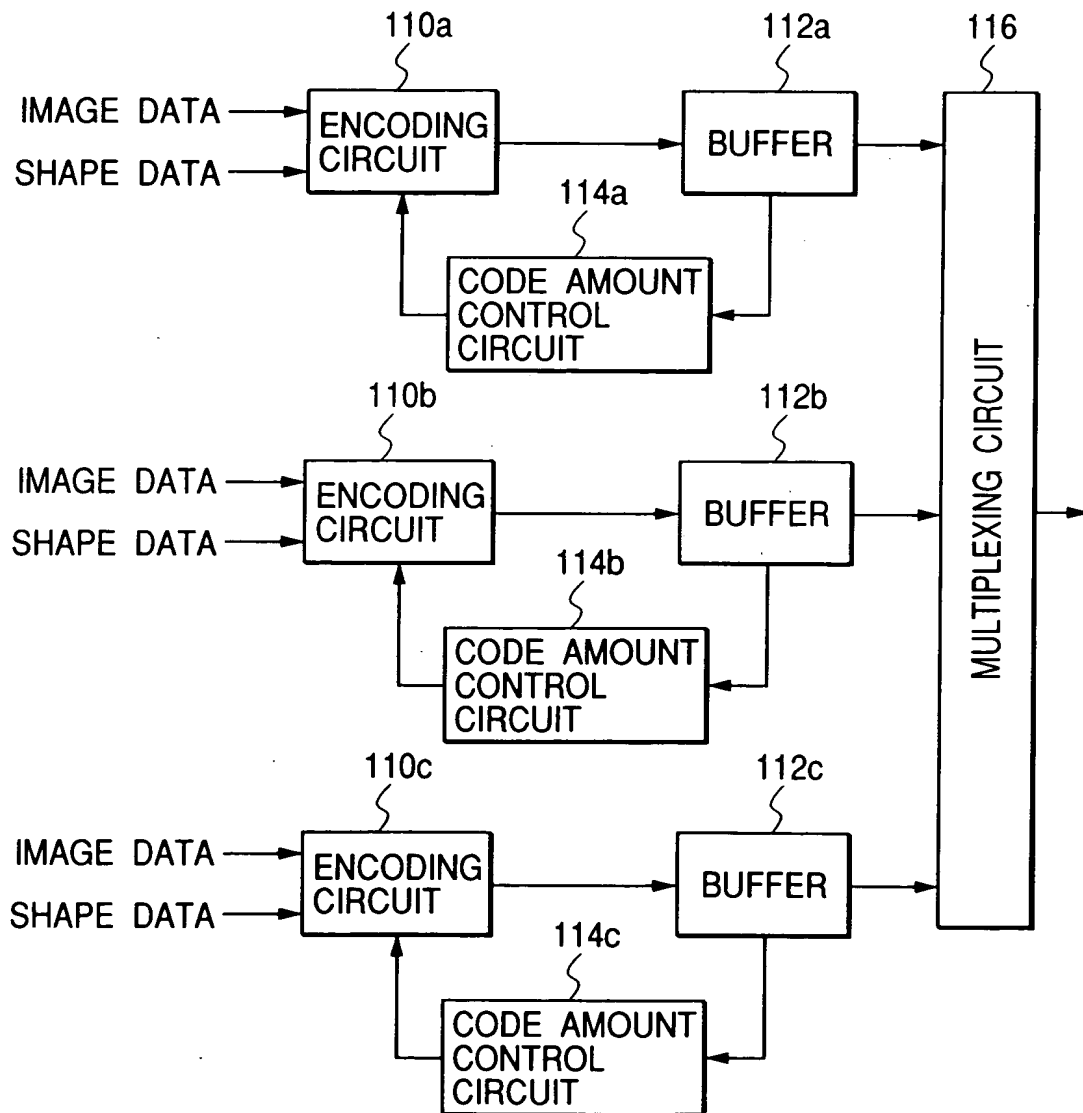 110a
112a
116
IMAGE DATA
SHAPE DATA
ENCODING
CIRCUIT
BUFFER
114a
CODE AMOUNT
CONTROL
CIRCUIT
MULTIPLEXING CIRCUIT
110b
112b
IMAGE DATA
SHAPE DATA
ENCODING
CIRCUIT
BUFFER
114b
CODE AMOUNT
CONTROL
CIRCUIT
110c
112c
IMAGE DATA
SHAPE DATA
ENCODING
CIRCUIT
BUFFER
114c
CODE AMOUNT
CONTROL
CIRCUIT